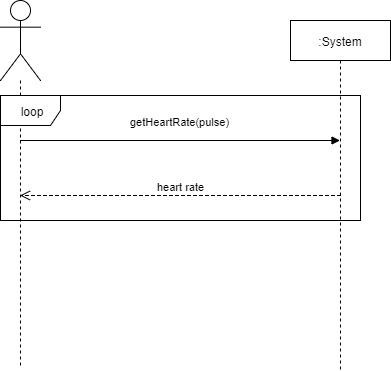 :System
loop
getHeartRate(pulse)
heart rate